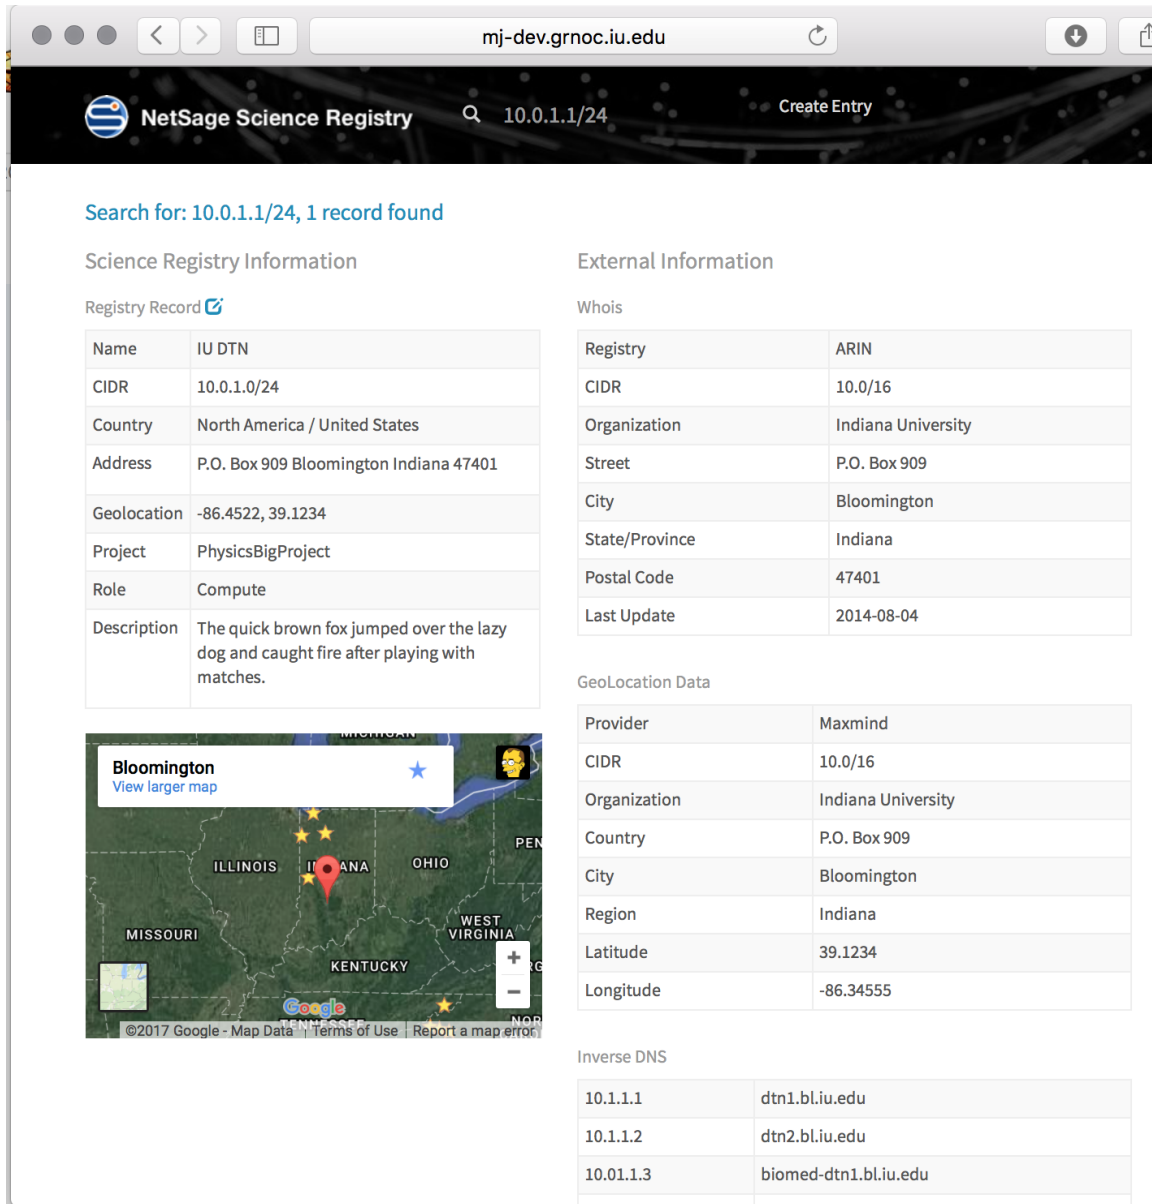 mj-dev.grnoc.iu.edu
NetSage Science Registry
10.0.1.1/24
Create Entry
Search for: 10.0.1.1/24, 1 record found
Science Registry Information
Registry Record
Name IU DTN
CIDR 10.0.1.0/24
Country North America / United States
Address P.O. Box 909 Bloomington Indiana 47401
Geolocation -86.4522, 39.1234
Project PhysicsBigProject
Role Compute
Description The quick brown fox jumped over the lazy
dog and caught fire after playing with
matches.
MICHIGAN
Bloomington
View larger map
PEN
ILLINOIS INDIANA OHIO
WEST
VIRGINIA
MISSOURI
KENTUCKY
Google
TENNESSEE
NOR
©2017 Google - Map Data Terms of Use Report a map error
External Information
Whois
Registry ARIN
CIDR 10.0/16
Organization Indiana University
Street P.O. Box 909
City Bloomington
State/Province Indiana
Postal Code 47401
Last Update 2014-08-04
GeoLocation Data
Provider Maxmind
CIDR 10.0/16
Organization Indiana University
Country P.O. Box 909
City Bloomington
Region Indiana
Latitude 39.1234
Longitude -86.34555
Inverse DNS
10.1.1.1 dtn1.bl.iu.edu
10.1.1.2 dtn2.bl.iu.edu
10.01.1.3 biomed-dtn1.bl.iu.edu